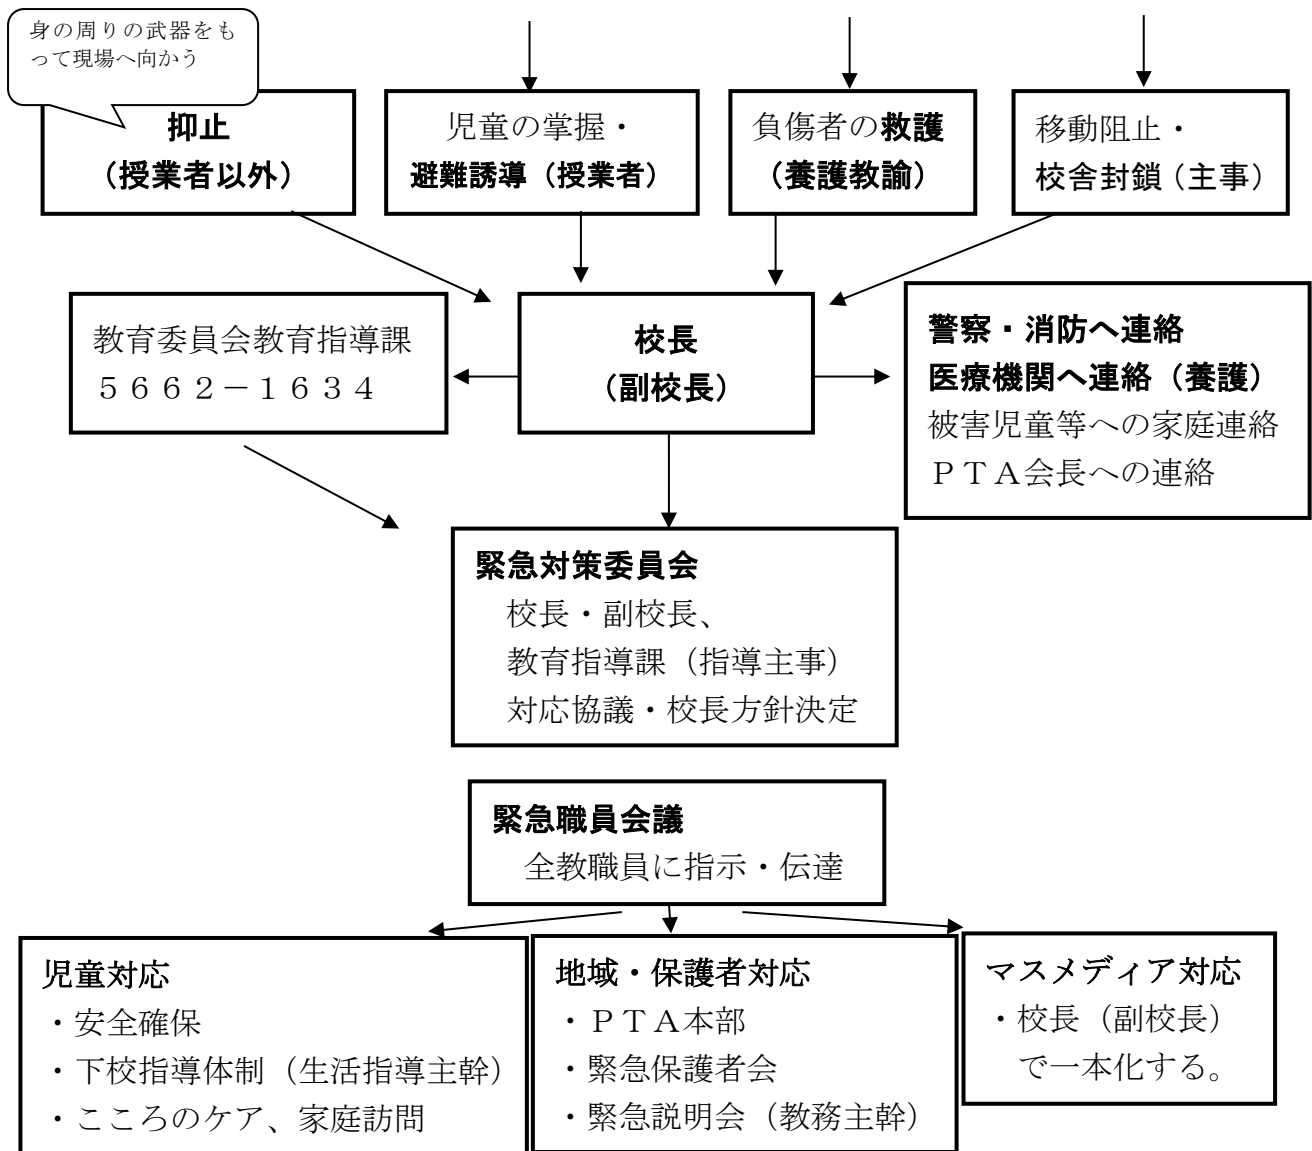 身の周りの武器をも
って現場へ向かう
抑止
（授業者以外）
児童の掌握・
避難誘導（授業者）
負傷者の救護
（養護教諭）
移動阻止・
校舎封鎖（主事）
教育委員会教育指導課
５６６２－１６３４
校長
（副校長）
警察・消防へ連絡
医療機関へ連絡（養護）
被害児童等への家庭連絡
ＰＴＡ会長への連絡
緊急対策委員会
校長・副校長、
教育指導課（指導主事）
対応協議・校長方針決定
緊急職員会議
全教職員に指示・伝達
児童対応
・安全確保
・下校指導体制（生活指導主幹）
・こころのケア、家庭訪問
地域・保護者対応
・ＰＴＡ本部
・緊急保護者会
・緊急説明会（教務主幹）
マスメディア対応
・校長（副校長）
で一本化する。